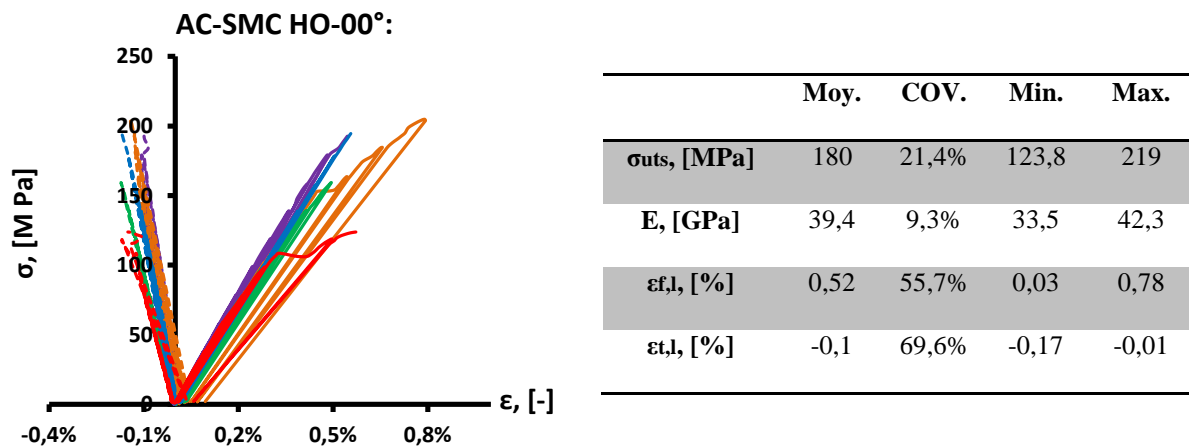 AC-SMC HO-00°:
250
200
150
100
50
0
σ, [M Pa]
ε, [-]
-0,4% -0,1% 0,2% 0,5% 0,8%
Moy. COV. Min. Max.
σuts, [MPa] 180 21,4% 123,8 219
E, [GPa] 39,4 9,3% 33,5 42,3
εf,l, [%] 0,52 55,7% 0,03 0,78
εt,l, [%] -0,1 69,6% -0,17 -0,01